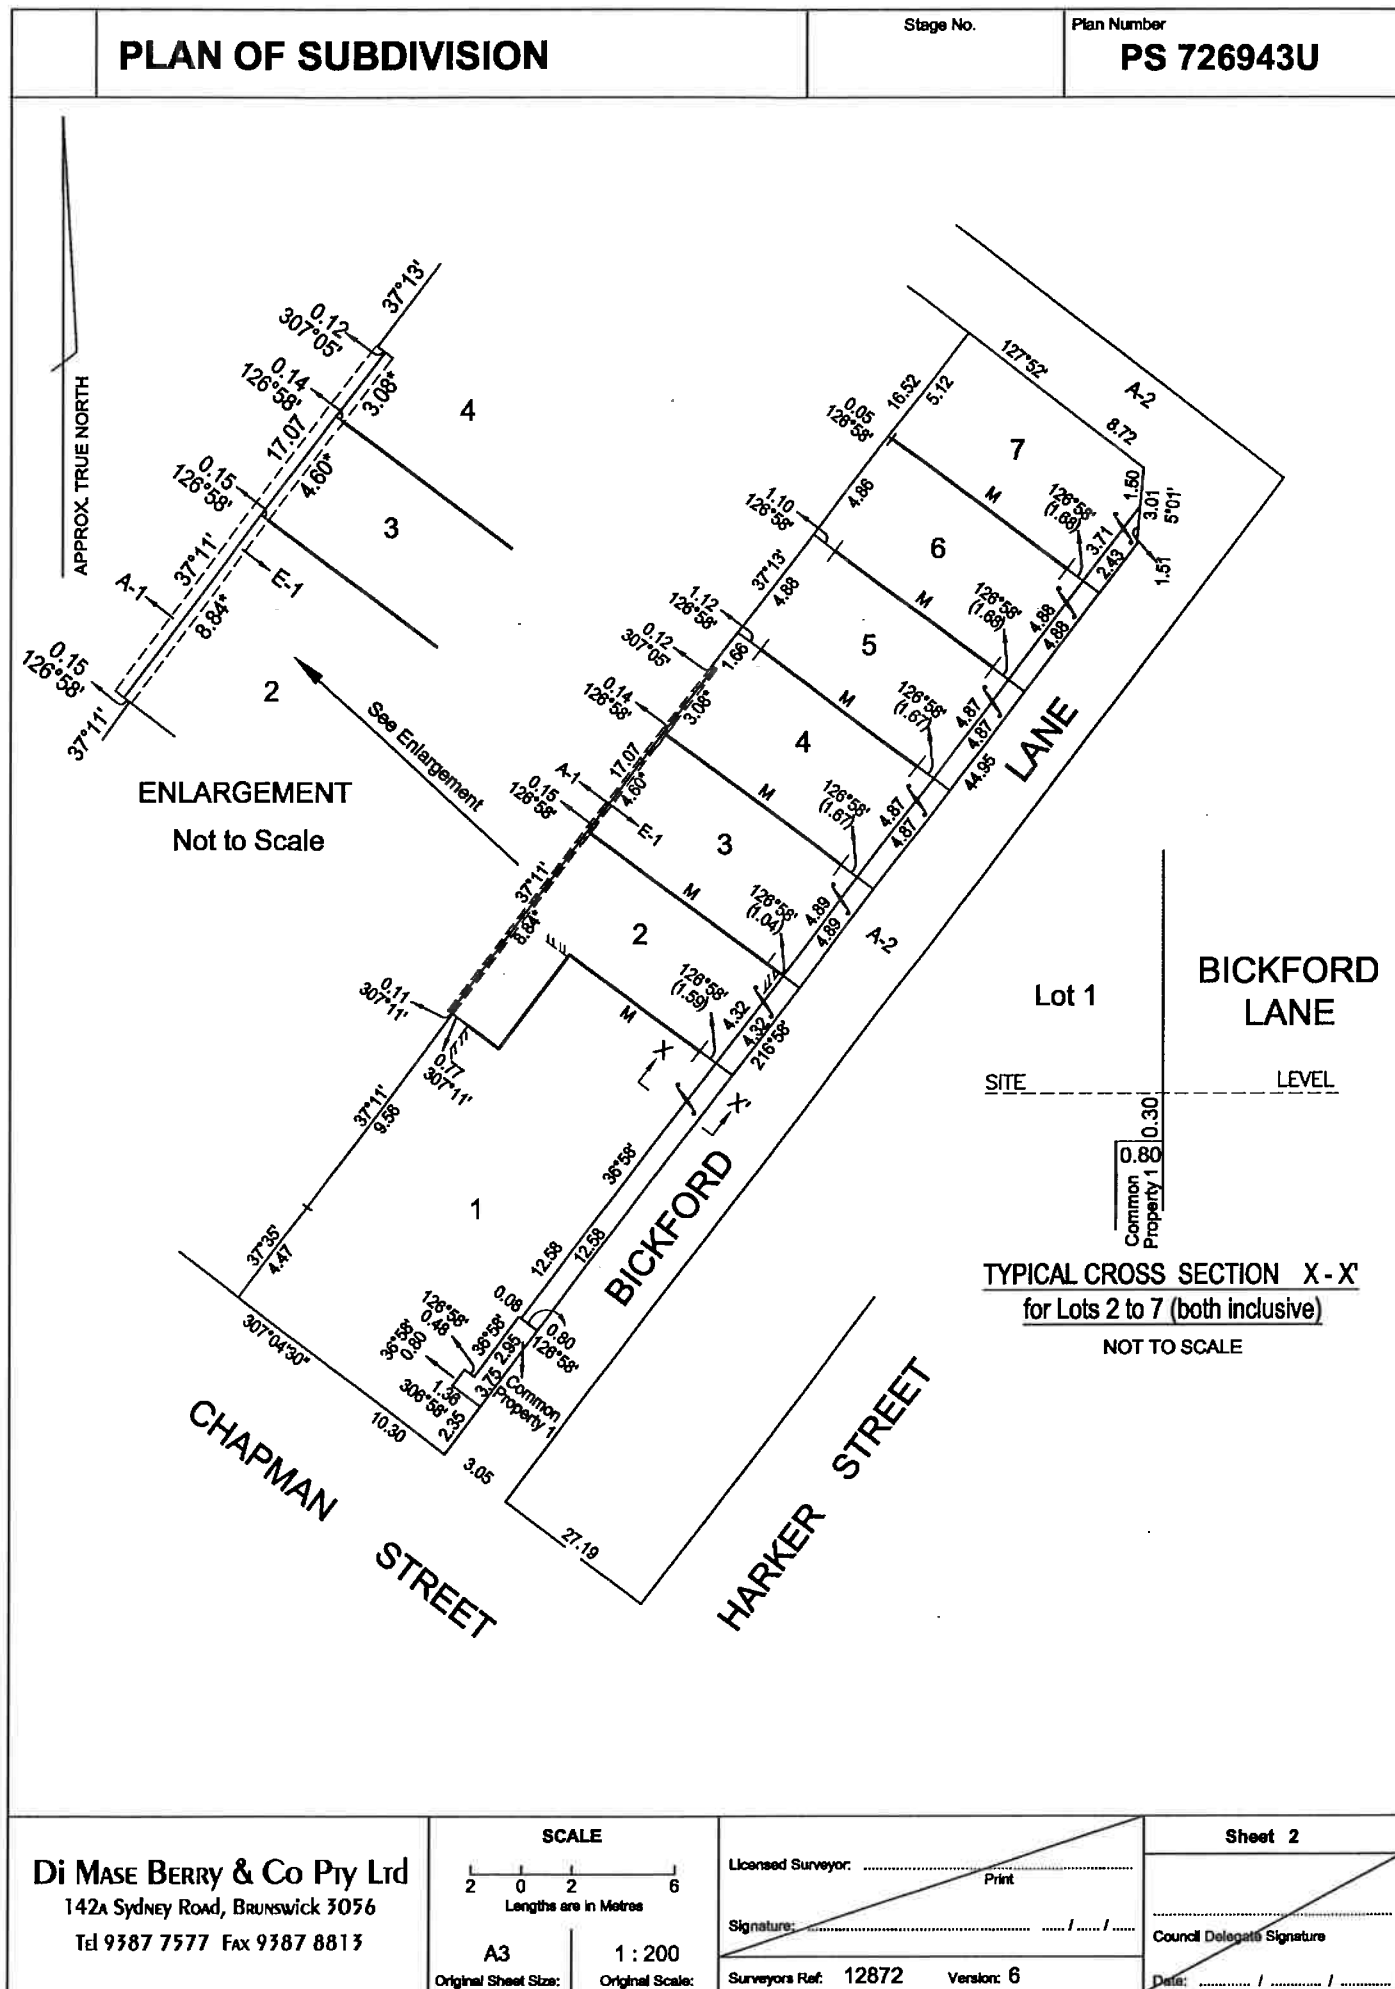 PLAN OF SUBDIVISION
Stage No.
Plan Number
PS 726943U
APPROX. TRUE NORTH
37°13'
0.12
307°05'
0.14
126°58'
3.08*
4
17.07
0.15
126°58'
4.60*
3
37°11'
A-1
E-1
8.84*
0.15
126°58'
2
37°11'
See Enlargement
ENLARGEMENT
Not to Scale
127°52'
A-2
8.72
16.52
5.12
0.05
126°58'
7
M
126°58'
(1.68)
1.50
3.01
5°01'
3.71
2.43
1.51
4.86
1.10
126°58'
6
M
126°58'
(1.68)
4.88
4.88
37°13'
4.88
1.12
126°58'
5
M
126°58'
(1.67)
4.87
4.87
0.12
307°05'
1.66
3.08*
0.14
126°58'
4
M
126°58'
(1.67)
4.87
4.87
44.95
LANE
17.07
4.60*
A-1
0.15
126°58'
E-1
3
M
126°58'
(1.04)
4.89
4.89
A-2
37°11'
8.84*
2
M
126°58'
(1.59)
4.32
4.32
216°58'
0.11
307°11'
0.77
307°11'
X
X'
37°11'
9.58
36°58'
1
BICKFORD
12.58
12.58
37°35'
4.47
0.08
126°58'
0.48
36°58'
0.80
36°58'
2.95
0.80
126°58'
1.36
306°58'
3.75
Common
Property 1
2.35
307°04'30"
10.30
3.05
CHAPMAN
STREET
27.19
HARKER STREET
Lot 1
BICKFORD
LANE
SITE LEVEL
0.30
0.80
Common
Property 1
TYPICAL CROSS SECTION X - X'
for Lots 2 to 7 (both inclusive)
NOT TO SCALE
Di Mase Berry & Co Pty Ltd
142A Sydney Road, Brunswick 3056
Tel 9387 7577 Fax 9387 8813
SCALE
2 0 2 6
Lengths are in Metres
A3
Original Sheet Size:
1 : 200
Original Scale:
Licensed Surveyor:
Print
Signature: / /
Surveyors Ref: 12872 Version: 6
Sheet 2
Council Delegate Signature
Date: / /